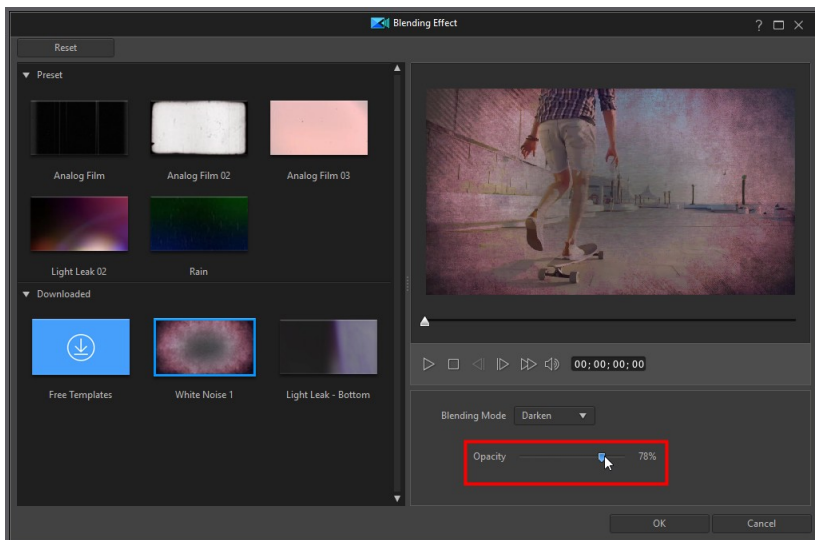 Blending Effect
?
Reset
Preset
Analog Film
Analog Film 02
Analog Film 03
Light Leak 02
Rain
Downloaded
Free Templates
White Noise 1
Light Leak - Bottom
00;00;00;00
Blending Mode Darken
Opacity 78%
OK Cancel